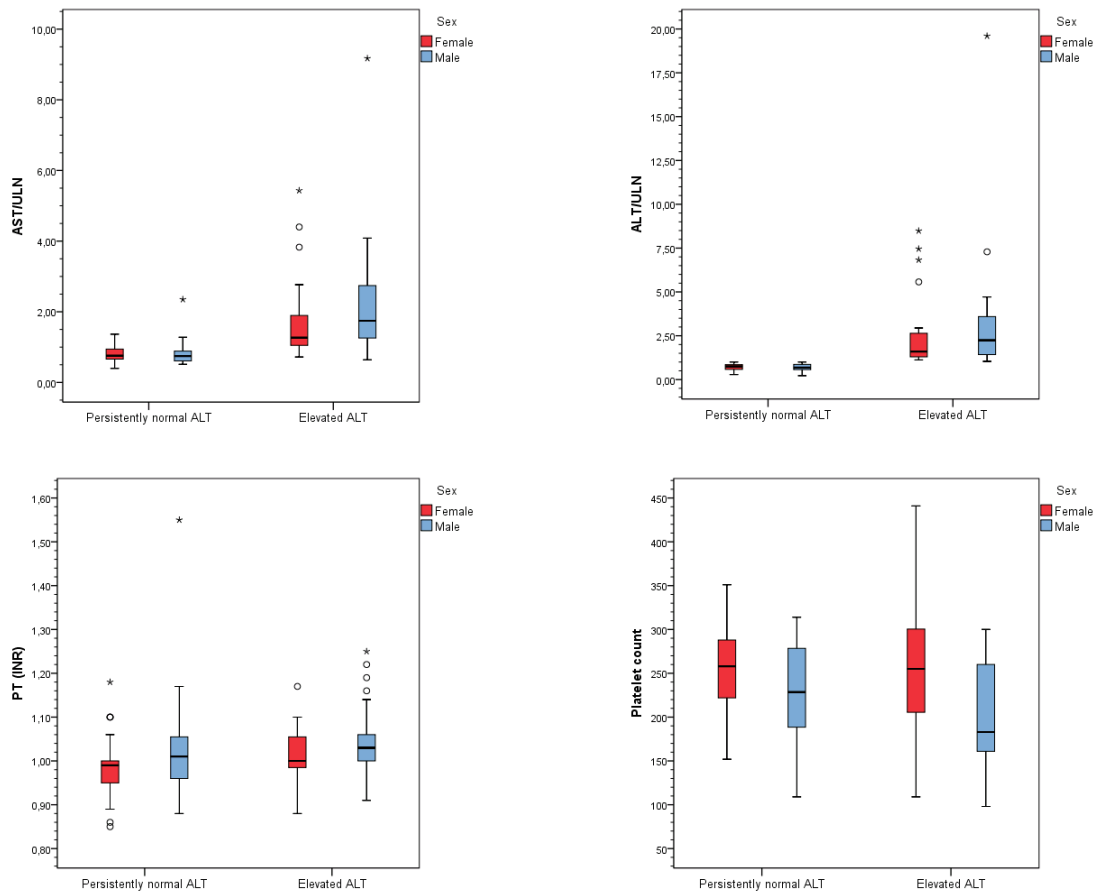 Sex
Female
Male
10,00
8,00
6,00
4,00
2,00
0,00
AST/ULN
Persistently normal ALT
Elevated ALT
Sex
Female
Male
20,00
17,50
15,00
12,50
10,00
7,50
5,00
2,50
0,00
ALT/ULN
Persistently normal ALT
Elevated ALT
Sex
Female
Male
1,60
1,50
1,40
1,30
1,20
1,10
1,00
0,90
0,80
PT (INR)
Persistently normal ALT
Elevated ALT
Sex
Female
Male
450
400
350
300
250
200
150
100
50
Platelet count
Persistently normal ALT
Elevated ALT